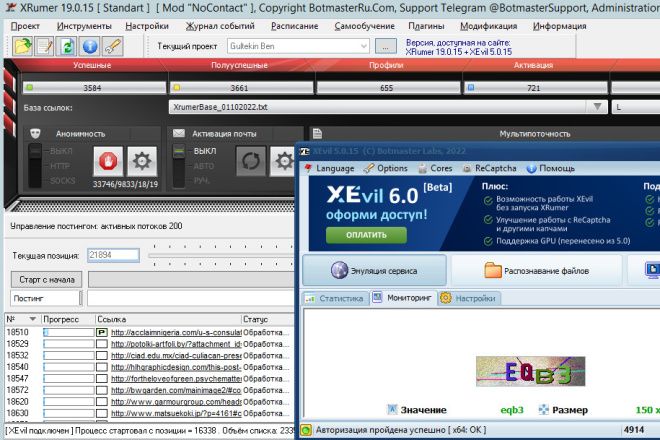 XRumer 19.0.15 [ Standart ] [ Mod "NoContact" ], Copyright BotmasterRu.Com, Support Telegram @BotmasterSupport, Administration
Проект Инструменты Настройки Журнал событий Расписание Самообучение Плагины Модификация Информация
Текущий проект Gultekin Ben ...
Версия, доступная на сайте:
XRumer 19.0.15 + XEvil 5.0.15
Успешные Полууспешные Профили Активация
3584 3661 655 721
База ссылок: XrumerBase_01102022.txt L
Анонимность Активация почты Мультипоточность
ВЫКЛ ВЫКЛ
HTTP АВТО
SOCKS РУЧ.
33746/9833/18/19
Управление постингом: активных потоков 200
Текущая позиция: 21894
Старт с начала
Постинг
№ Прогресс Ссылка Статус
18510 P http://acclaimnigeria.com/u-s-consulat Обработка...
18529 http://potolki-artfoli.by/?attachment_id Обработка...
18532 http://ciad.edu.mx/ciad-culiacan-presen Обработка...
18540 http://hlhgraphicdesign.com/this-post- Обработка...
18547 http://fortheloveofgreen.psychematter Обработка...
18572 http://bwgarden.com/mainimage2/#co Обработка...
18620 http://www.garmourgroup.com/heads Обработка...
18630 http://www.matsuekoki.jp/?p=4161#c Обработка...
[ XEvil подключен ] Процесс стартовал с позиции = 16338 . Объём списка: 2335
XEvil 5.0.15 (C) Botmaster Labs, 2022
Language Options Cores ReCaptcha Помощь
XEvil 6.0 [Beta]
оформи доступ!
ОПЛАТИТЬ
Плюс:
Возможность работы XEvil
без запуска XRumer
Улучшение работы с ReCaptcha
и другими капчами
Поддержка GPU (перенесено из 5.0)
Эмуляция сервиса Распознавание файлов
Статистика Мониторинг Настройки
EQB3
Значение eqb3 Размер 150 x
Авторизация пройдена успешно [ x64: OK ] 4914